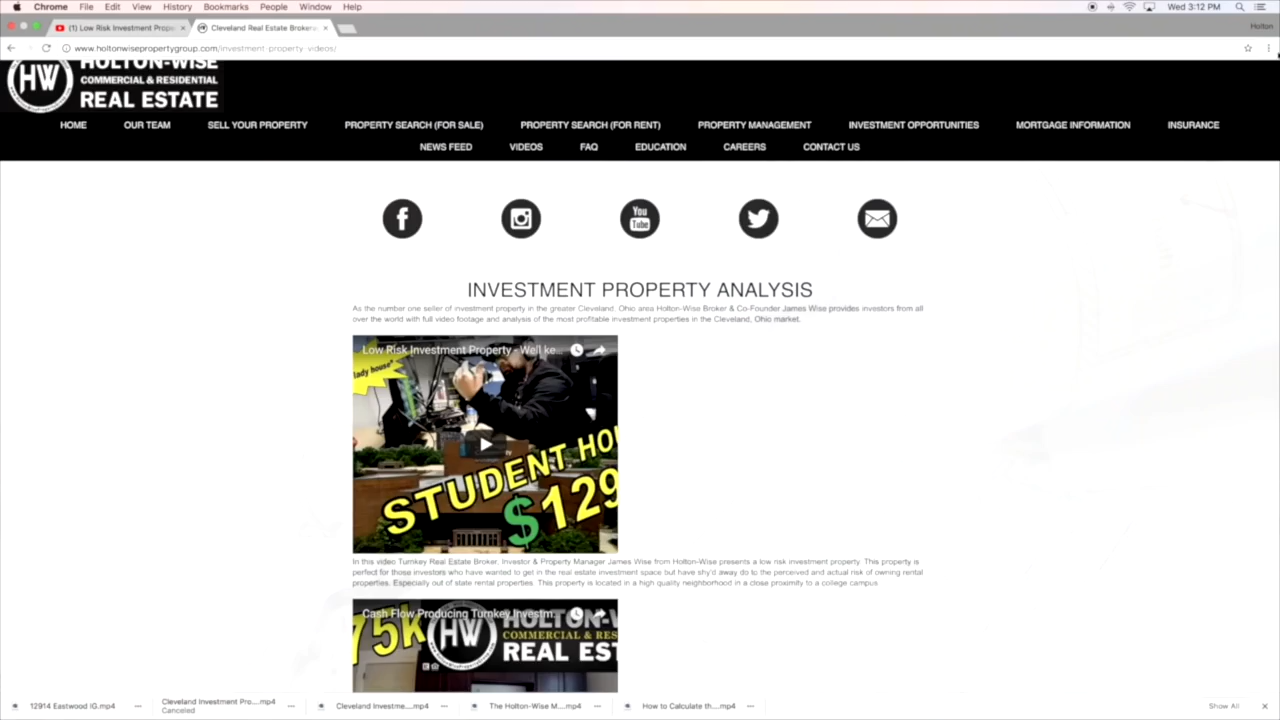 Chrome File Edit View History Bookmarks People Window Help Wed 3:12 PM
(1) Low Risk Investment Prope Cleveland Real Estate Brokera Holton
www.holtonwisepropertygroup.com/investment-property-videos/
HW HOLTON-WISE
COMMERCIAL & RESIDENTIAL
REAL ESTATE
HOME OUR TEAM SELL YOUR PROPERTY PROPERTY SEARCH (FOR SALE) PROPERTY SEARCH (FOR RENT) PROPERTY MANAGEMENT INVESTMENT OPPORTUNITIES MORTGAGE INFORMATION INSURANCE
NEWS FEED VIDEOS FAQ EDUCATION CAREERS CONTACT US
You
Tube
INVESTMENT PROPERTY ANALYSIS
As the number one seller of investment property in the greater Cleveland, Ohio area Holton-Wise Broker & Co-Founder James Wise provides investors from all
over the world with full video footage and analysis of the most profitable investment properties in the Cleveland, Ohio market.
Low Risk Investment Property - Well ke...
lady house"
STUDENT HOU
$129
In this video Turnkey Real Estate Broker, Investor & Property Manager James Wise from Holton-Wise presents a low risk investment property. This property is
perfect for those investors who have wanted to get in the real estate investment space but have shy'd away do to the perceived and actual risk of owning rental
properties. Especially out of state rental properties. This property is located in a high quality neighborhood in a close proximity to a college campus
Cash Flow Producing Turnkey Investm...
75k HW HOLTON-W
COMMERCIAL & RES
REAL EST
12914 Eastwood IG.mp4 Cleveland Investment Pro....mp4 Cleveland Investme....mp4 The Holton-Wise M....mp4 How to Calculate th....mp4 Show All
Canceled